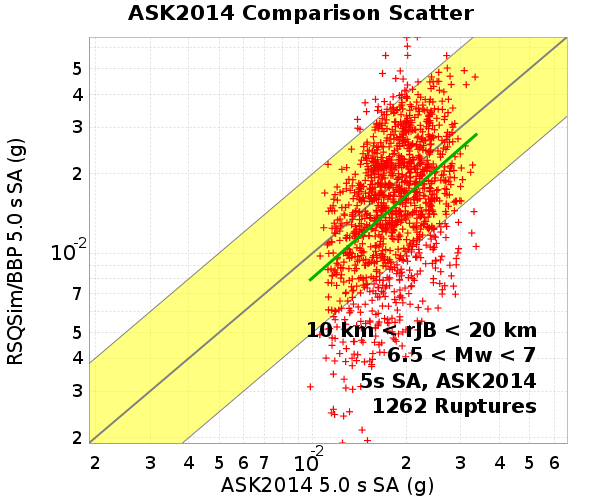 ASK2014 Comparison Scatter
RSQSim/BBP 5.0 s SA (g)
5
4
3
2
10-2
7
5
4
3
2
10 km < rJB < 20 km
6.5 < Mw < 7
5s SA, ASK2014
1262 Ruptures
2 3 4 5 6 7 10-2 2 3 4 5 6
ASK2014 5.0 s SA (g)